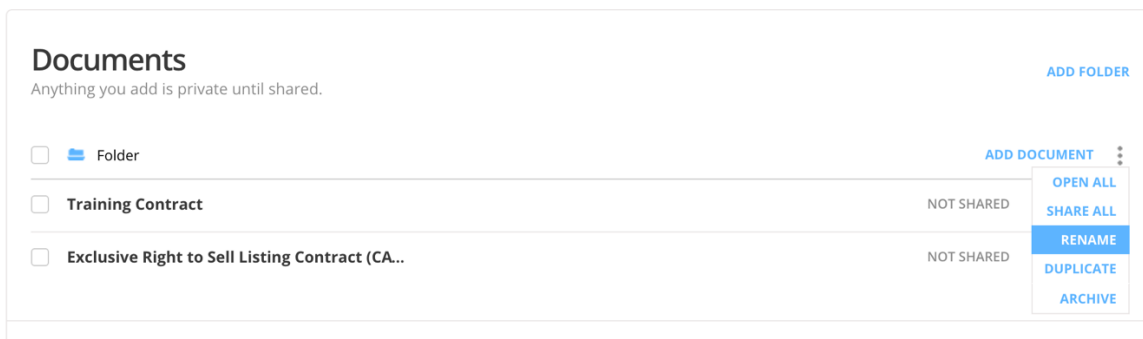 Documents
Anything you add is private until shared.
ADD FOLDER
Folder
ADD DOCUMENT
OPEN ALL
Training Contract
NOT SHARED
SHARE ALL
RENAME
Exclusive Right to Sell Listing Contract (CA...
NOT SHARED
DUPLICATE
ARCHIVE